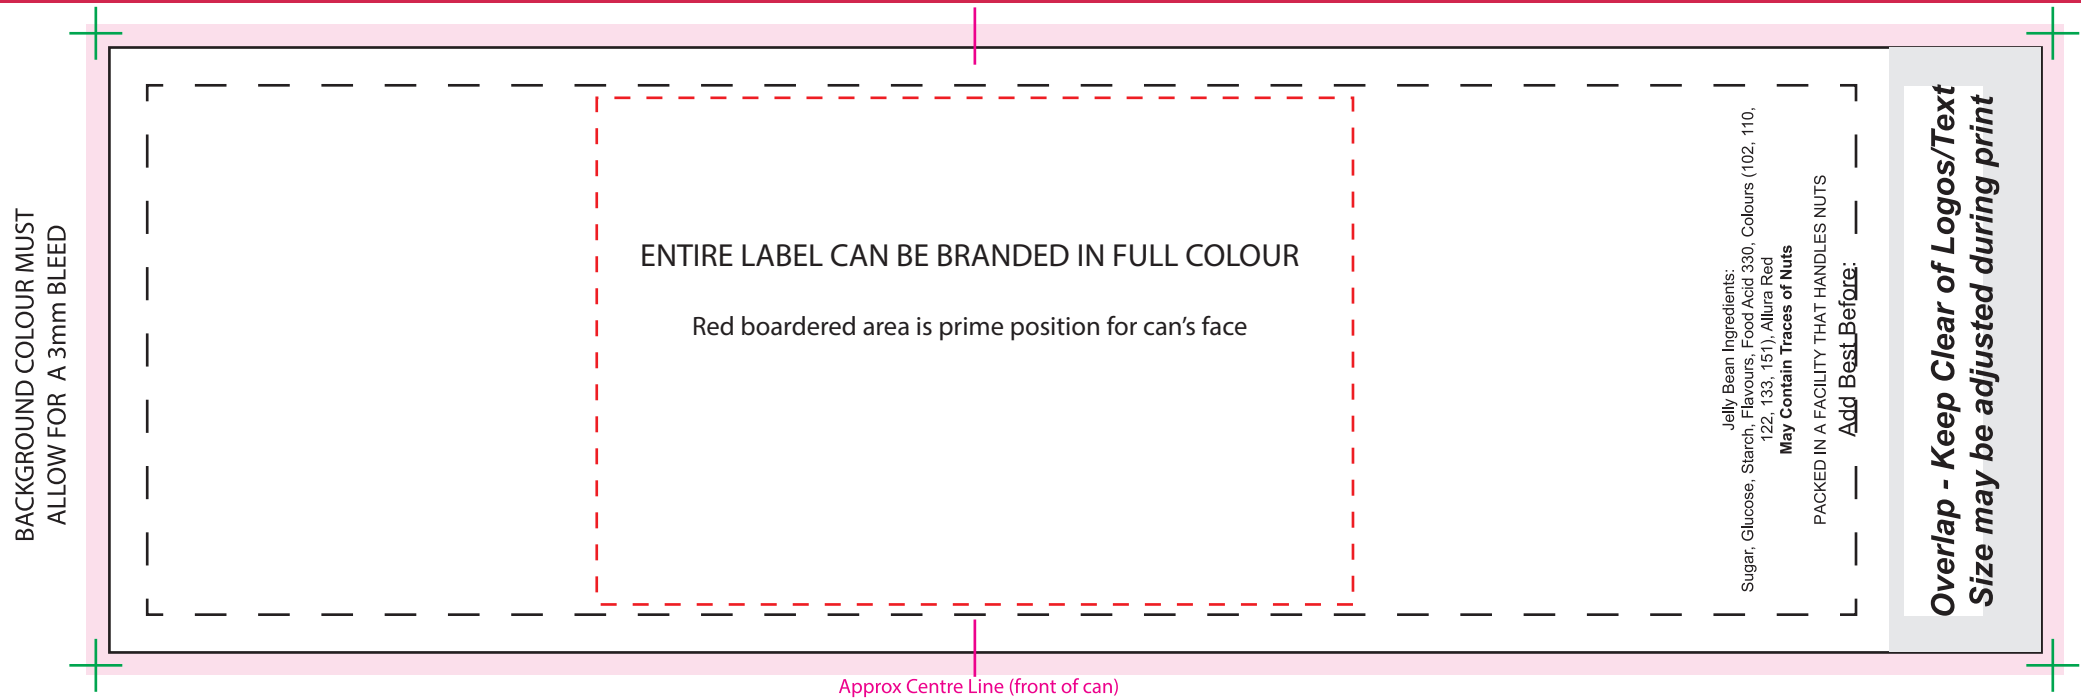 BACKGROUND COLOUR MUST
ALLOW FOR A 3mm BLEED
ENTIRE LABEL CAN BE BRANDED IN FULL COLOUR
Red boardered area is prime position for can's face
Jelly Bean Ingredients:
Sugar, Glucose, Starch, Flavours, Food Acid 330, Colours (102, 110,
122, 133, 151), Allura Red
May Contain Traces of Nuts
PACKED IN A FACILITY THAT HANDLES NUTS
Add Best Before:
Overlap - Keep Clear of Logos/Text
Size may be adjusted during print
Approx Centre Line (front of can)